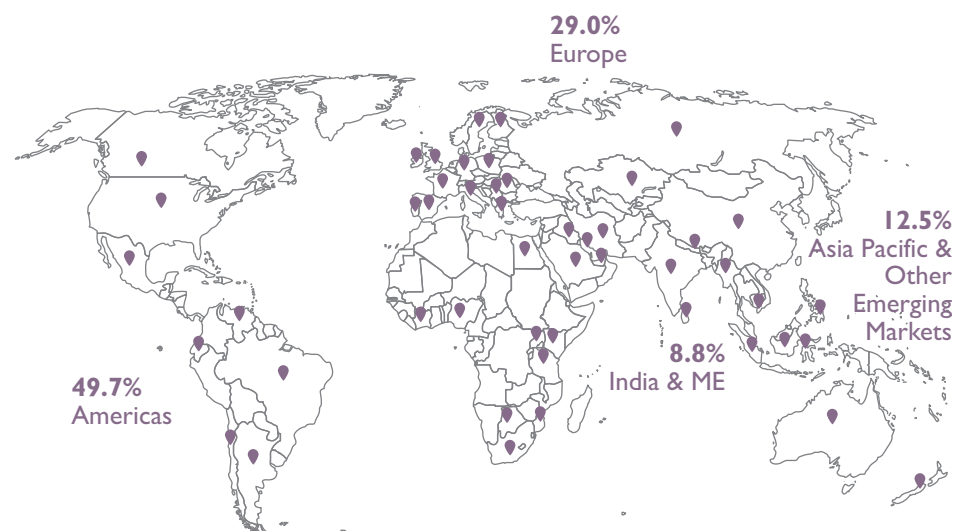 29.0%
Europe
12.5%
Asia Pacific &
Other
Emerging
Markets
8.8%
India & ME
49.7%
Americas